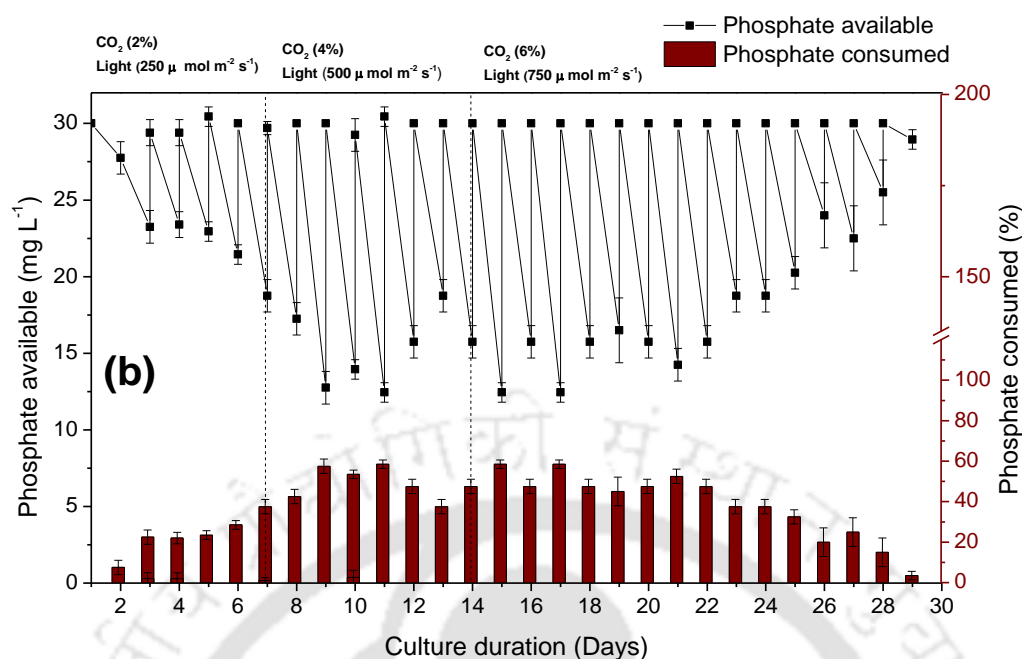 Phosphate available
Phosphate consumed
CO₂ (2%)
Light (250 μ mol m⁻² s⁻¹)
CO₂ (4%)
Light (500 μ mol m⁻² s⁻¹)
CO₂ (6%)
Light (750 μ mol m⁻² s⁻¹)
Phosphate available (mg L⁻¹)
30
25
20
15
10
5
0
(b)
200
150
100
80
60
40
20
0
Phosphate consumed (%)
2 4 6 8 10 12 14 16 18 20 22 24 26 28 30
Culture duration (Days)